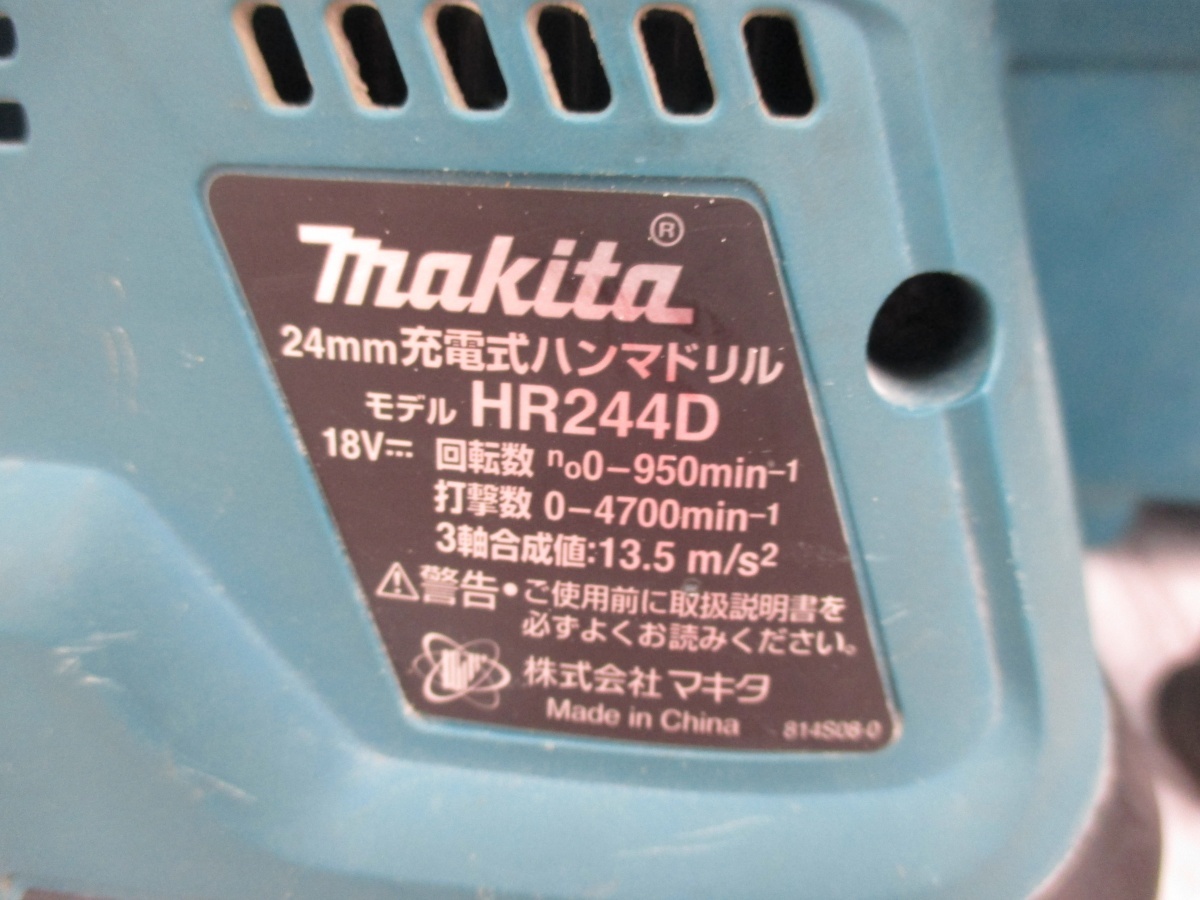 makita®
24mm充電式ハンマドリル
モデル HR244D
18V⎓ 回転数 n₀0−950min⁻¹
打撃数 0−4700min⁻¹
3軸合成値:13.5 m/s²
⚠警告•ご使用前に取扱説明書を
必ずよくお読みください。
株式会社 マキタ
Made in China 814S08-0